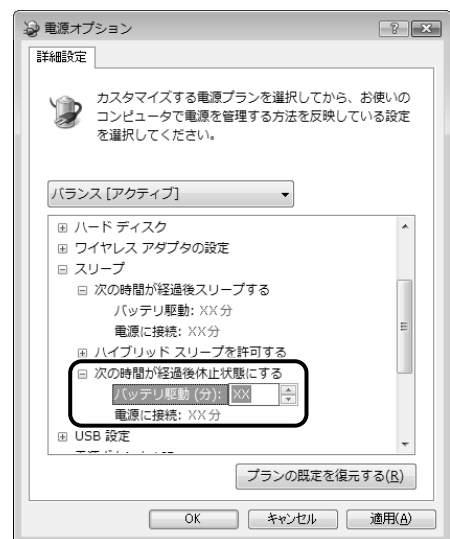 電源オプション
詳細設定
カスタマイズする電源プランを選択してから、お使いの
コンピュータで電源を管理する方法を反映している設定
を選択してください。
バランス [アクティブ]
ハード ディスク
ワイヤレス アダプタの設定
スリープ
次の時間が経過後スリープする
バッテリ駆動: XX分
電源に接続: XX分
ハイブリッド スリープを許可する
次の時間が経過後休止状態にする
バッテリ駆動 (分): XX
電源に接続: XX分
USB 設定
プランの既定を復元する(R)
OK キャンセル 適用(A)